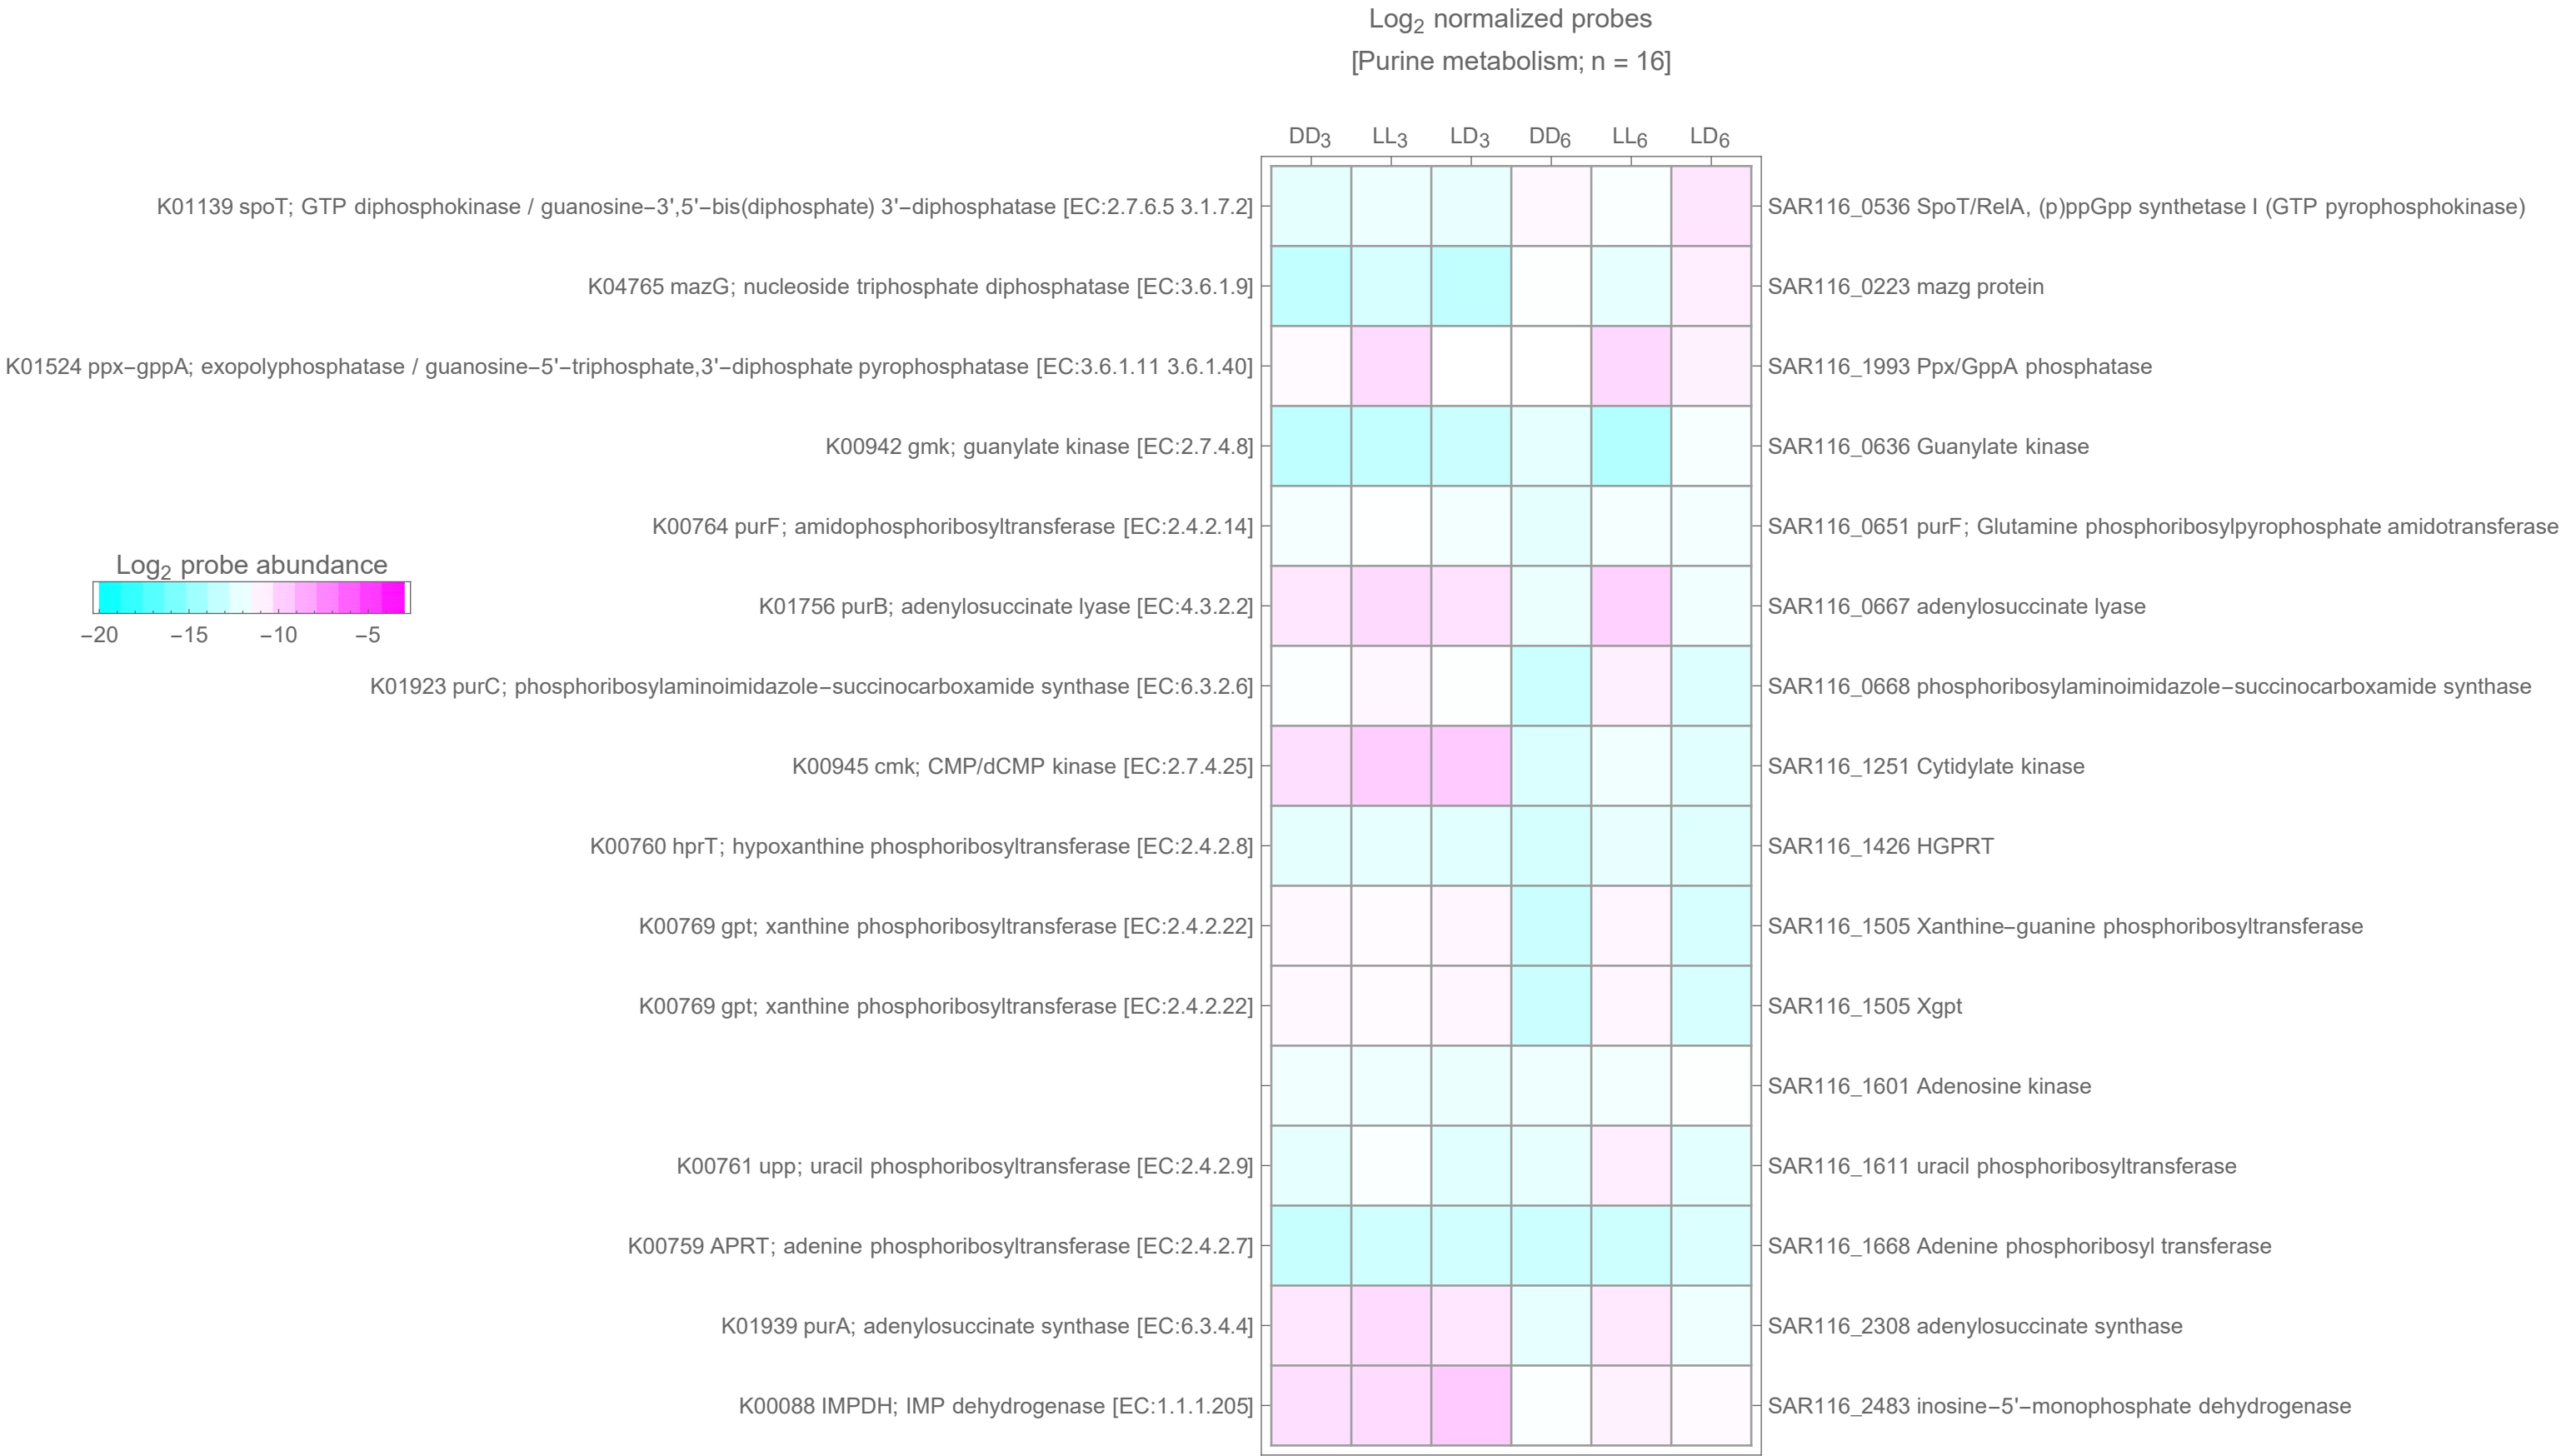 Log₂ normalized probes
[Purine metabolism; n = 16]
DD₃ LL₃ LD₃ DD₆ LL₆ LD₆
K01139 spoT; GTP diphosphokinase / guanosine−3',5'−bis(diphosphate) 3'−diphosphatase [EC:2.7.6.5 3.1.7.2] SAR116_0536 SpoT/RelA, (p)ppGpp synthetase I (GTP pyrophosphokinase)
K04765 mazG; nucleoside triphosphate diphosphatase [EC:3.6.1.9] SAR116_0223 mazg protein
K01524 ppx−gppA; exopolyphosphatase / guanosine−5'−triphosphate,3'−diphosphate pyrophosphatase [EC:3.6.1.11 3.6.1.40] SAR116_1993 Ppx/GppA phosphatase
K00942 gmk; guanylate kinase [EC:2.7.4.8] SAR116_0636 Guanylate kinase
K00764 purF; amidophosphoribosyltransferase [EC:2.4.2.14] SAR116_0651 purF; Glutamine phosphoribosylpyrophosphate amidotransferase
Log₂ probe abundance
−20 −15 −10 −5
K01756 purB; adenylosuccinate lyase [EC:4.3.2.2] SAR116_0667 adenylosuccinate lyase
K01923 purC; phosphoribosylaminoimidazole−succinocarboxamide synthase [EC:6.3.2.6] SAR116_0668 phosphoribosylaminoimidazole−succinocarboxamide synthase
K00945 cmk; CMP/dCMP kinase [EC:2.7.4.25] SAR116_1251 Cytidylate kinase
K00760 hprT; hypoxanthine phosphoribosyltransferase [EC:2.4.2.8] SAR116_1426 HGPRT
K00769 gpt; xanthine phosphoribosyltransferase [EC:2.4.2.22] SAR116_1505 Xanthine−guanine phosphoribosyltransferase
K00769 gpt; xanthine phosphoribosyltransferase [EC:2.4.2.22] SAR116_1505 Xgpt
SAR116_1601 Adenosine kinase
K00761 upp; uracil phosphoribosyltransferase [EC:2.4.2.9] SAR116_1611 uracil phosphoribosyltransferase
K00759 APRT; adenine phosphoribosyltransferase [EC:2.4.2.7] SAR116_1668 Adenine phosphoribosyl transferase
K01939 purA; adenylosuccinate synthase [EC:6.3.4.4] SAR116_2308 adenylosuccinate synthase
K00088 IMPDH; IMP dehydrogenase [EC:1.1.1.205] SAR116_2483 inosine−5'−monophosphate dehydrogenase